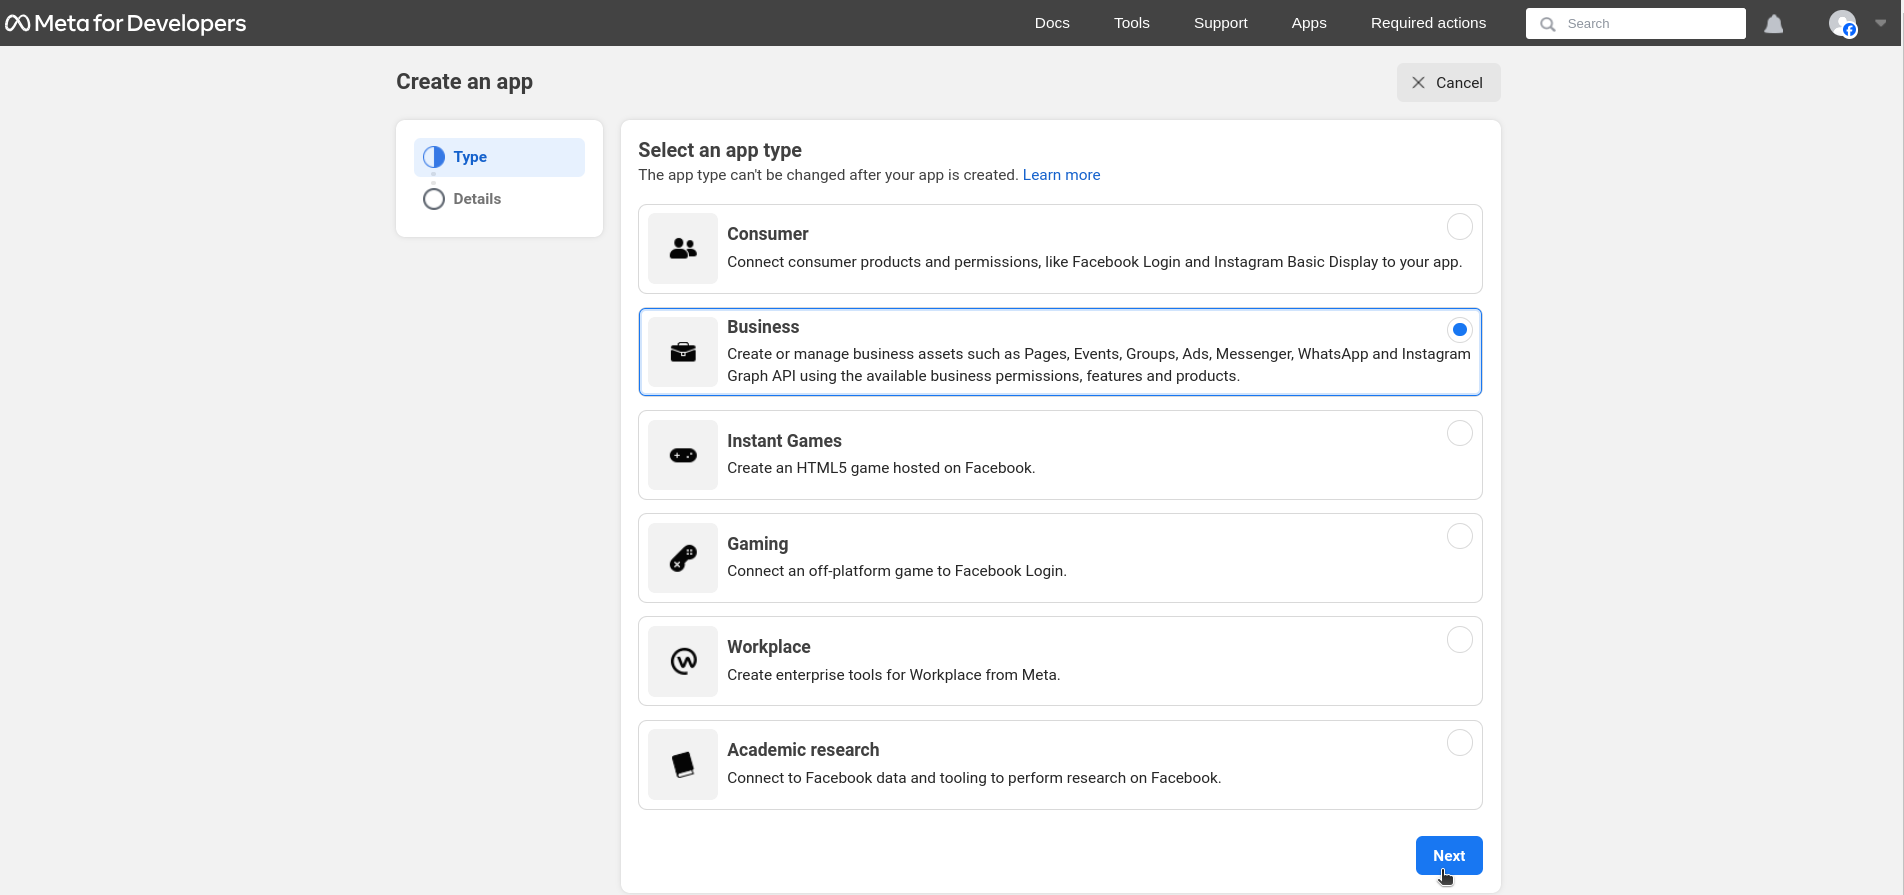 Meta for Developers
Docs
Tools
Support
Apps
Required actions
Search
Create an app
Cancel
Type
Details
Select an app type
The app type can't be changed after your app is created. Learn more
Consumer
Connect consumer products and permissions, like Facebook Login and Instagram Basic Display to your app.
Business
Create or manage business assets such as Pages, Events, Groups, Ads, Messenger, WhatsApp and Instagram
Graph API using the available business permissions, features and products.
Instant Games
Create an HTML5 game hosted on Facebook.
Gaming
Connect an off-platform game to Facebook Login.
Workplace
Create enterprise tools for Workplace from Meta.
Academic research
Connect to Facebook data and tooling to perform research on Facebook.
Next